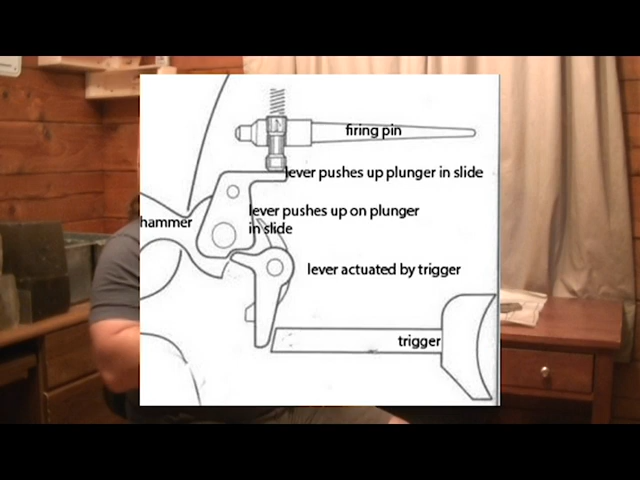 firing pin
lever pushes up plunger in slide
hammer
lever pushes up on plunger
in slide
lever actuated by trigger
trigger